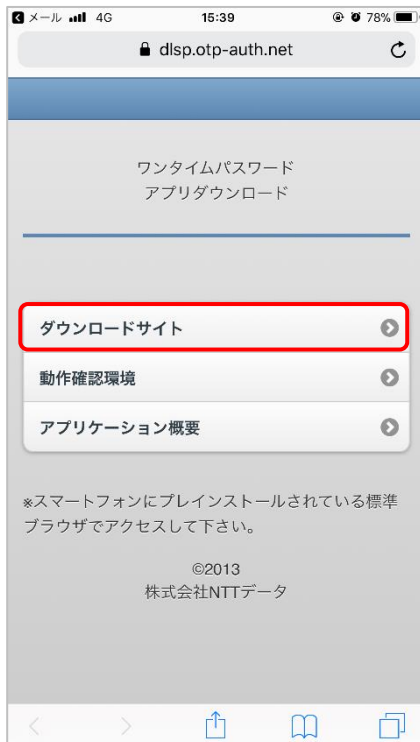 メール 4G 15:39 78%
dlsp.otp-auth.net
ワンタイムパスワード
アプリダウンロード
ダウンロードサイト
動作確認環境
アプリケーション概要
※スマートフォンにプレインストールされている標準
ブラウザでアクセスして下さい。
©2013
株式会社NTTデータ